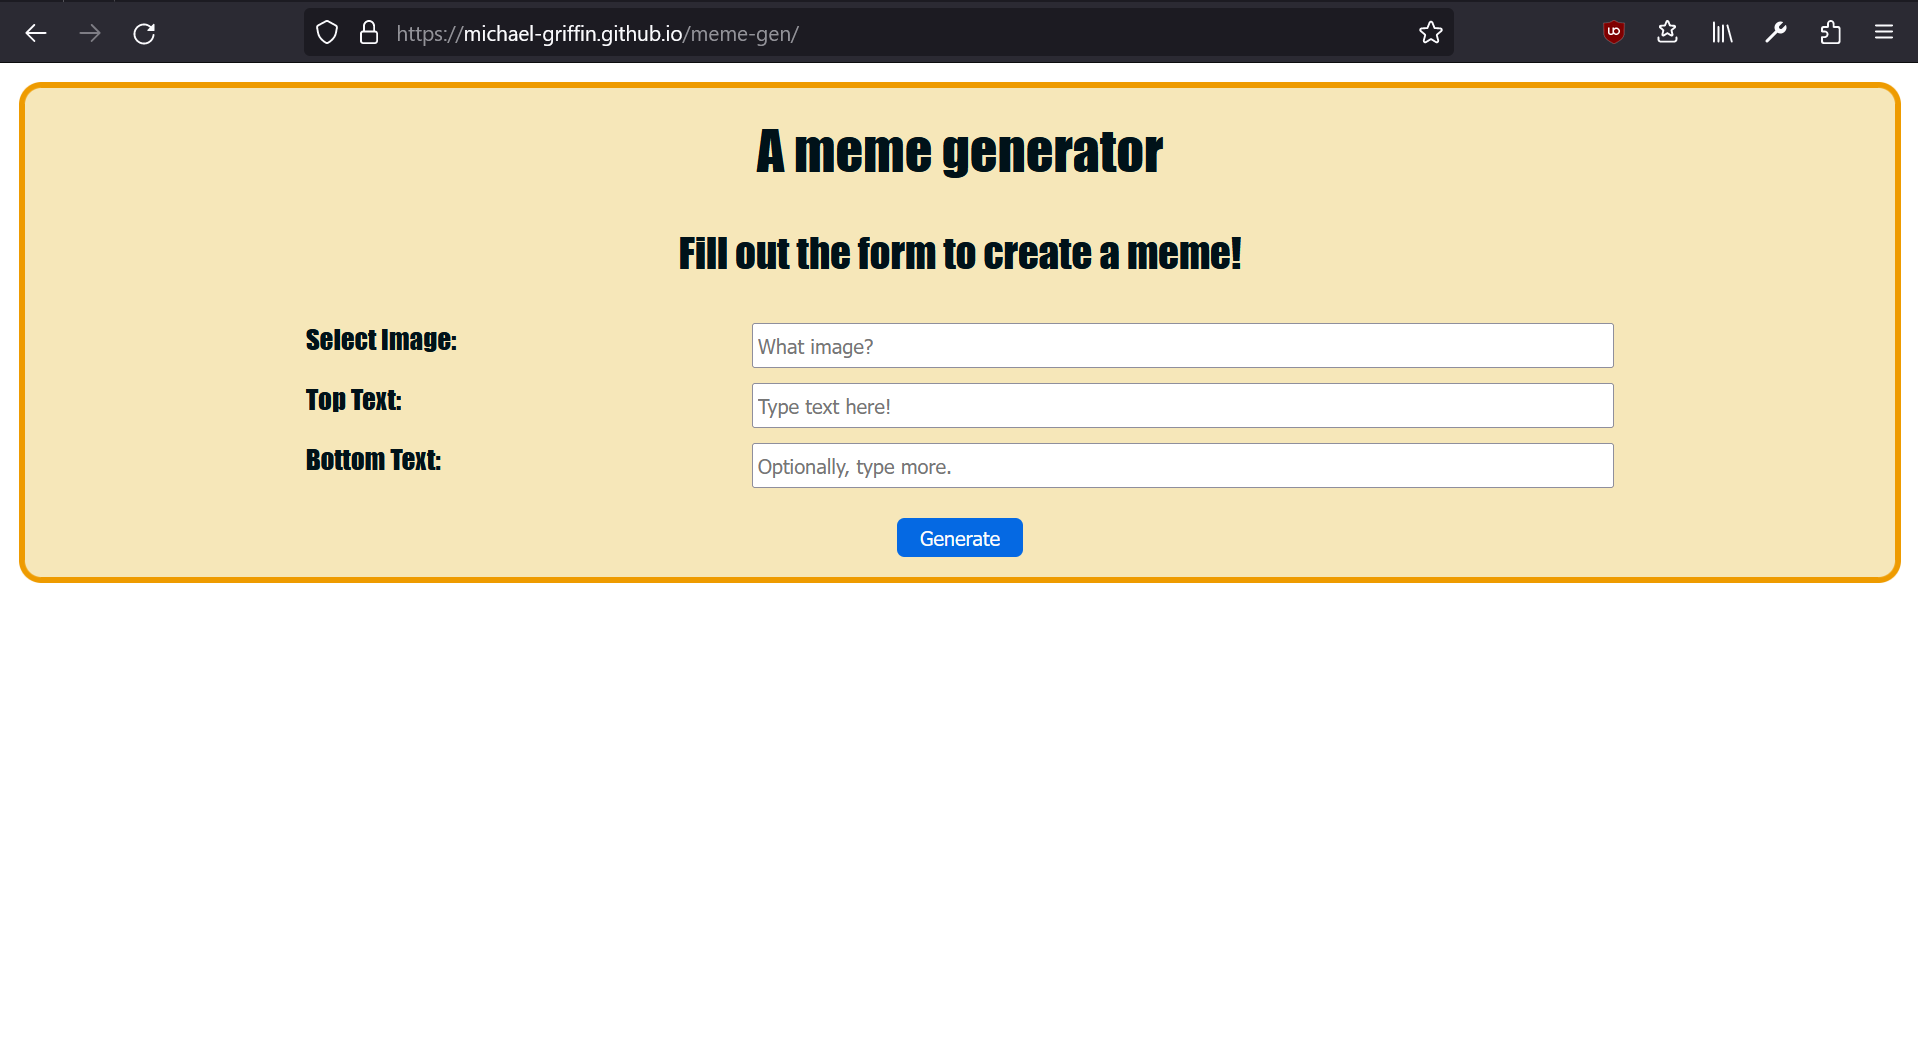 https://michael-griffin.github.io/meme-gen/
A meme generator
Fill out the form to create a meme!
Select Image:
What image?
Top Text:
Type text here!
Bottom Text:
Optionally, type more.
Generate